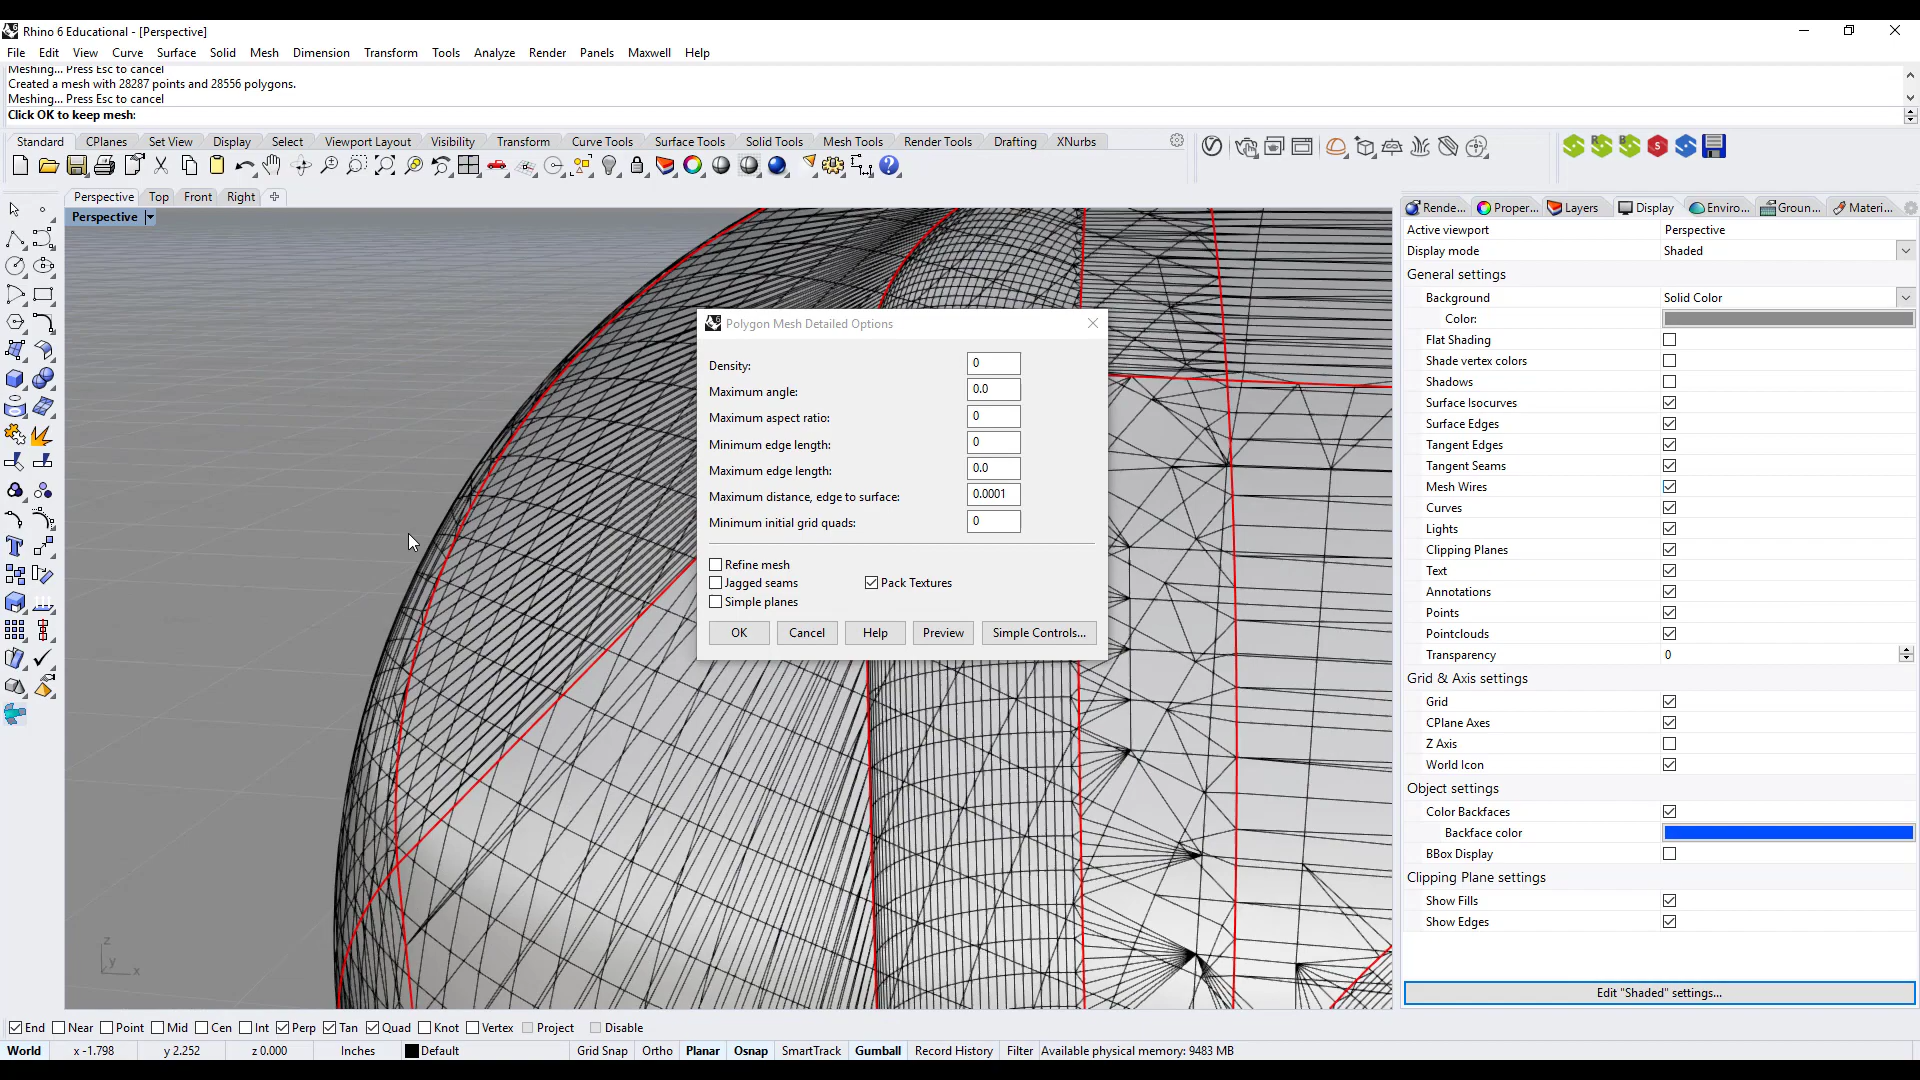 Rhino 6 Educational - [Perspective]
File Edit View Curve Surface Solid Mesh Dimension Transform Tools Analyze Render Panels Maxwell Help
Meshing... Press Esc to cancel
Created a mesh with 28287 points and 28556 polygons.
Meshing... Press Esc to cancel
Click OK to keep mesh:
Standard CPlanes Set View Display Select Viewport Layout Visibility Transform Curve Tools Surface Tools Solid Tools Mesh Tools Render Tools Drafting XNurbs
Perspective Top Front Right
Perspective
Rende... Proper... Layers Display Enviro... Groun... Materi...
Active viewport Perspective
Display mode Shaded
General settings
Background Solid Color
Color:
Flat Shading
Shade vertex colors
Shadows
Surface Isocurves
Surface Edges
Tangent Edges
Tangent Seams
Mesh Wires
Curves
Lights
Clipping Planes
Text
Annotations
Points
Pointclouds
Transparency 0
Grid & Axis settings
Grid
CPlane Axes
Z Axis
World Icon
Object settings
Color Backfaces
Backface color
BBox Display
Clipping Plane settings
Show Fills
Show Edges
Edit "Shaded" settings...
Polygon Mesh Detailed Options
Density: 0
Maximum angle: 0.0
Maximum aspect ratio: 0
Minimum edge length: 0
Maximum edge length: 0.0
Maximum distance, edge to surface: 0.0001
Minimum initial grid quads: 0
Refine mesh
Jagged seams Pack Textures
Simple planes
OK Cancel Help Preview Simple Controls...
z
y
x
End Near Point Mid Cen Int Perp Tan Quad Knot Vertex Project Disable
World x -1.798 y 2.252 z 0.000 Inches Default Grid Snap Ortho Planar Osnap SmartTrack Gumball Record History Filter Available physical memory: 9483 MB